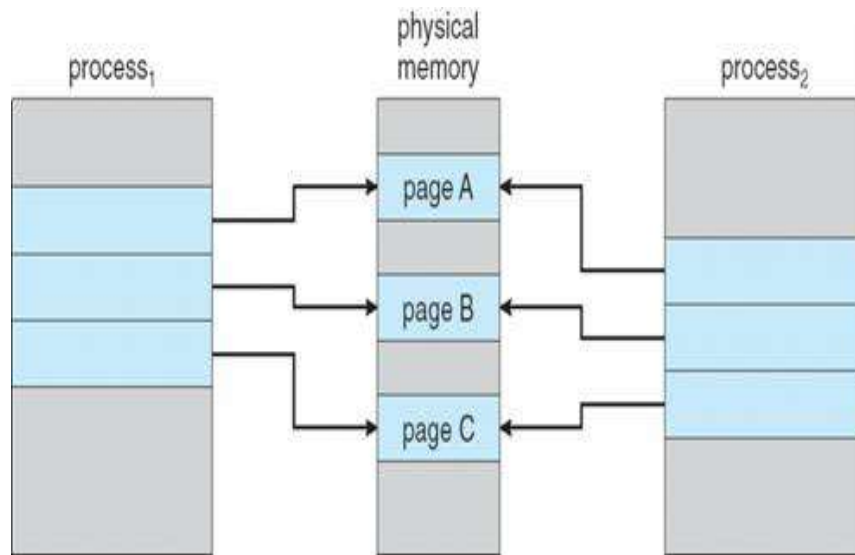 process₁
physical
memory
process₂
page A
page B
page C